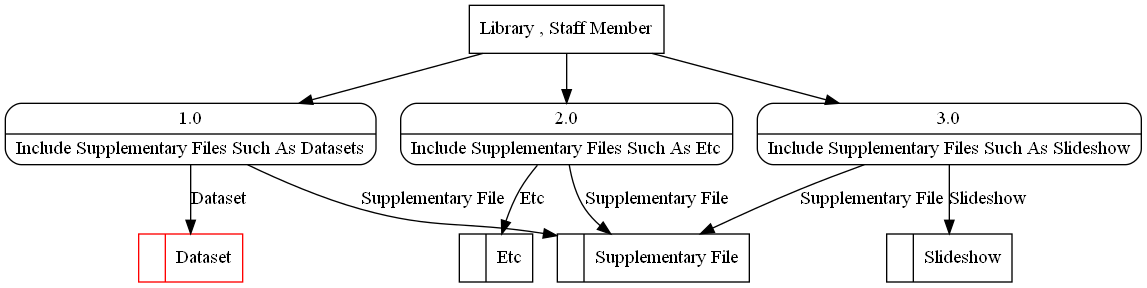 Library , Staff Member
1.0
Include Supplementary Files Such As Datasets
2.0
Include Supplementary Files Such As Etc
3.0
Include Supplementary Files Such As Slideshow
Dataset
Supplementary File
Etc
Supplementary File
Supplementary File
Slideshow
Dataset
Etc
Supplementary File
Slideshow